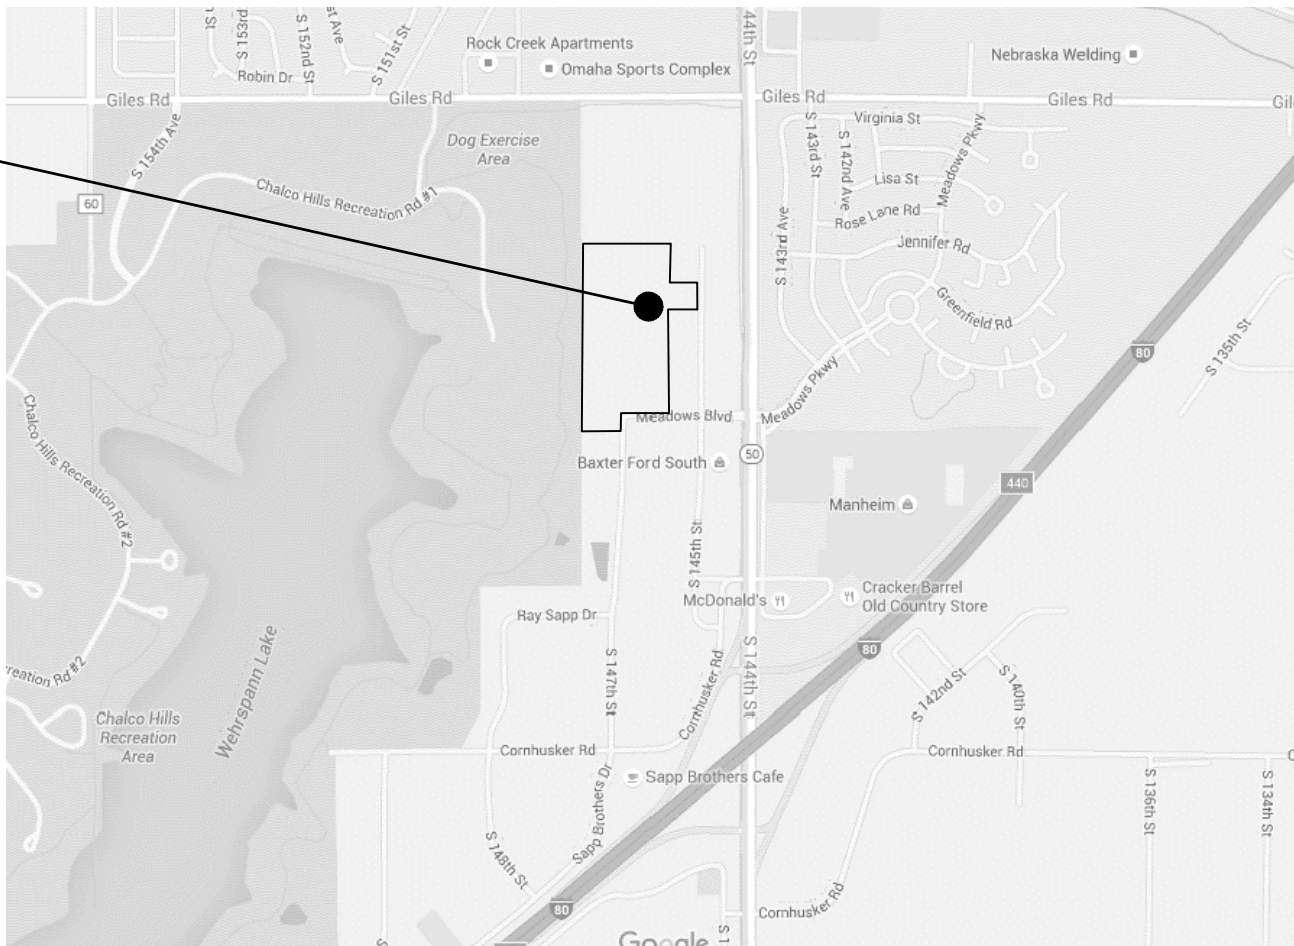 44th St
S 153rd
S 152nd St
S 151st St
st Ave
St
Rock Creek Apartments
Omaha Sports Complex
Nebraska Welding
Robin Dr
Giles Rd
Giles Rd
Giles Rd
Giles Rd
Gil
S 154th Ave
Dog Exercise
Area
Virginia St
S 143rd St
S 142nd Ave
Meadows Pkwy
Lisa St
Chalco Hills Recreation Rd #1
60
Rose Lane Rd
S 143rd Ave
Jennifer Rd
Greenfield Rd
80
S 135th St
Meadows Pkwy
Chalco Hills Recreation Rd #2
Meadows Blvd
Baxter Ford South
50
440
Manheim
S 145th St
McDonald's
Cracker Barrel
Old Country Store
Ray Sapp Dr
80
Wehrspann Lake
creation Rd #2
S 147th St
Cornhusker Rd
S 144th St
S 142nd St
S 140th St
Chalco Hills
Recreation
Area
Cornhusker Rd
Cornhusker Rd
C
Sapp Brothers Cafe
Sapp Brothers Dr
S 136th St
S 134th St
S 148th St
80
Cornhusker Rd
S
S 1
Google